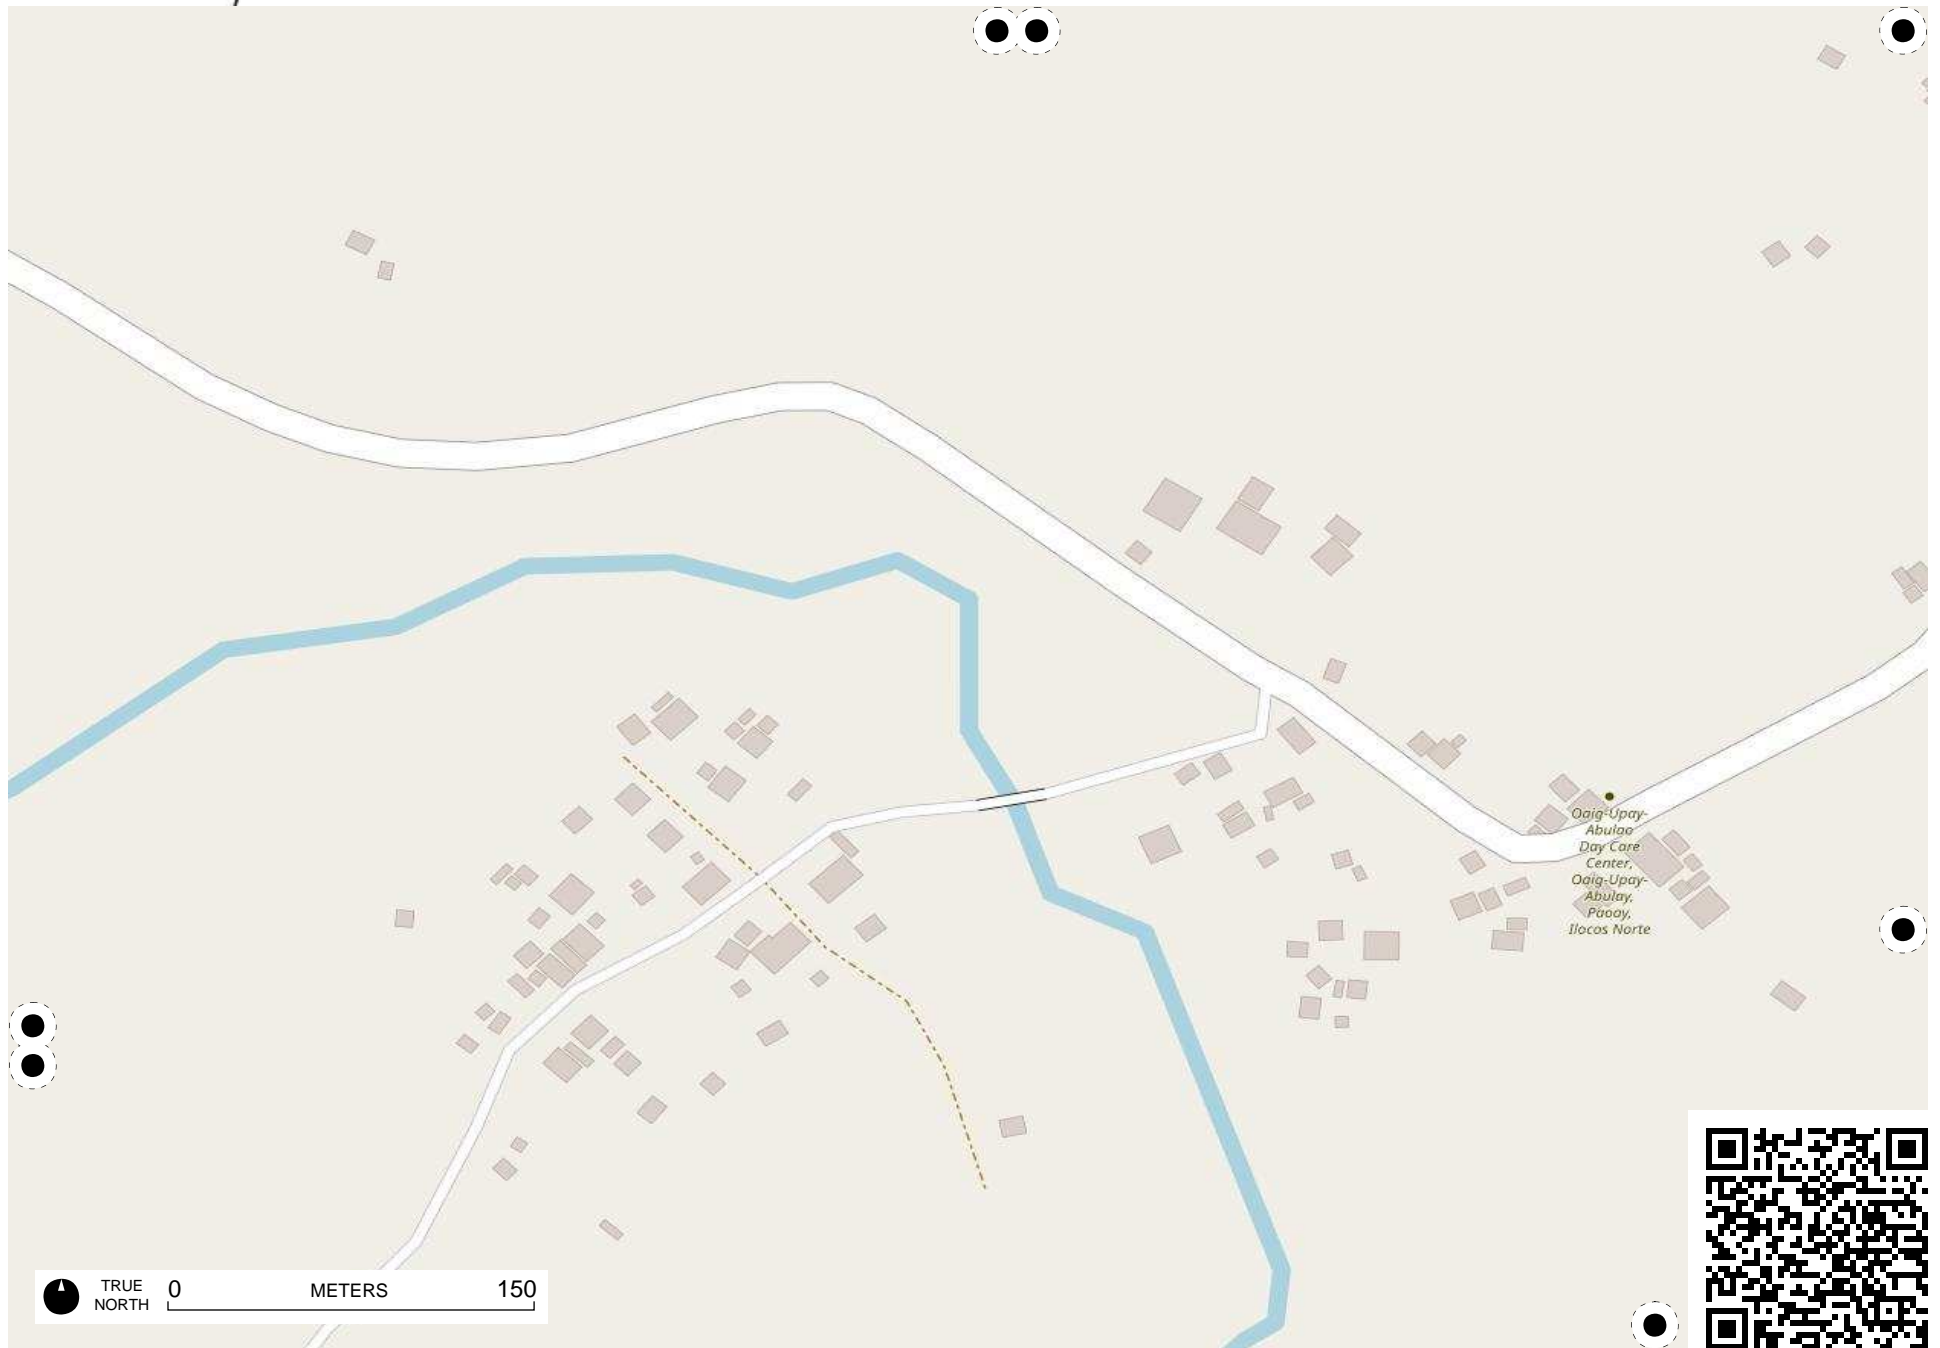 Oaig-Upay-
Abulao
Day Care
Center,
Oaig-Upay-
Abulay,
Paoay,
Ilocos Norte
TRUE
NORTH
0 METERS 150